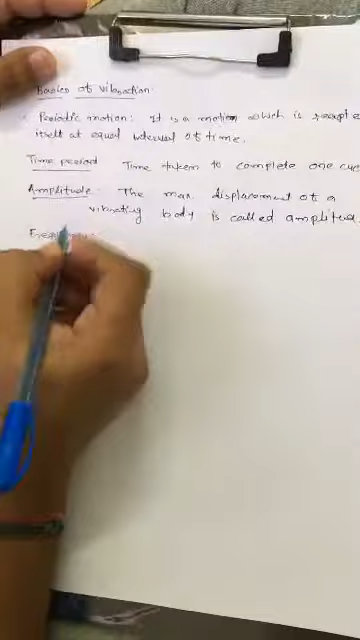 Basics of vibration.
Periodic motion: It is a motion which is
itself at equal interval of time.
Time period Time taken to complete one
Amplitude: The max. displacement of a
vibrating body is called
Frequency: